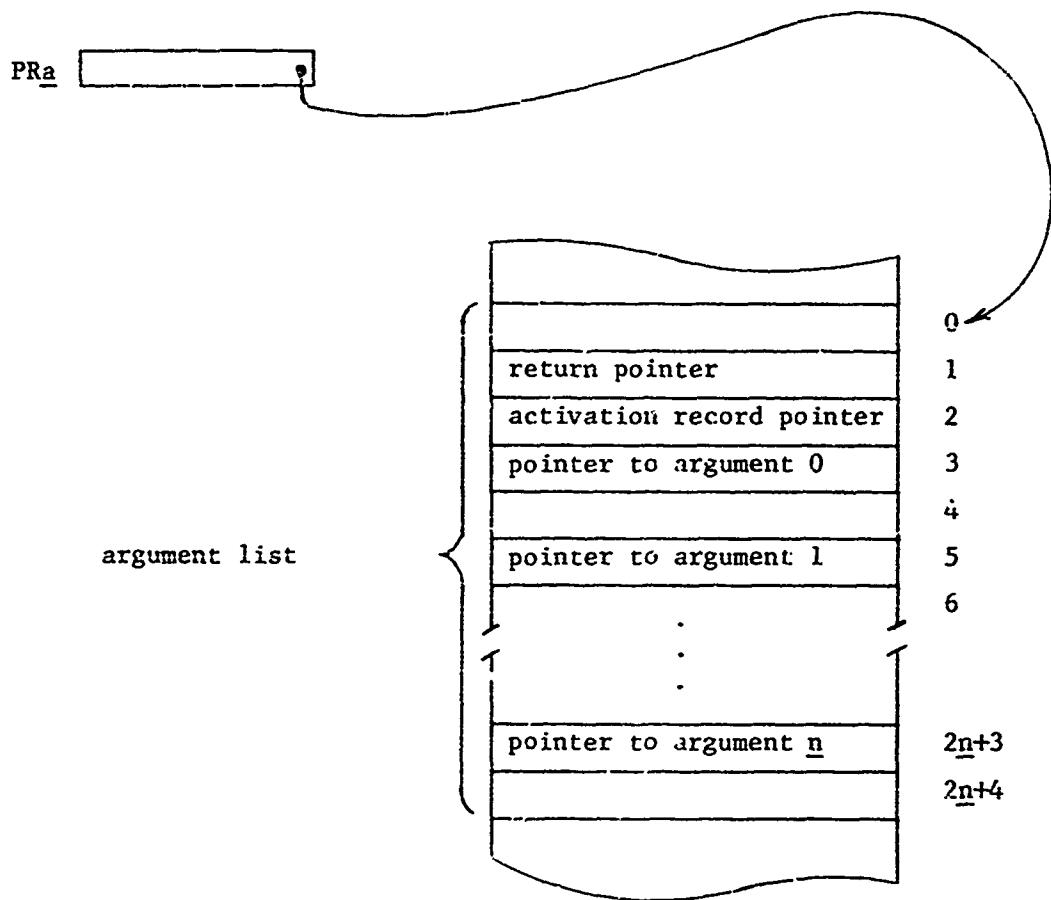 PRa
0
return pointer 1
activation record pointer 2
pointer to argument 0 3
4
argument list
pointer to argument 1 5
6
.
.
.
pointer to argument n 2n+3
2n+4